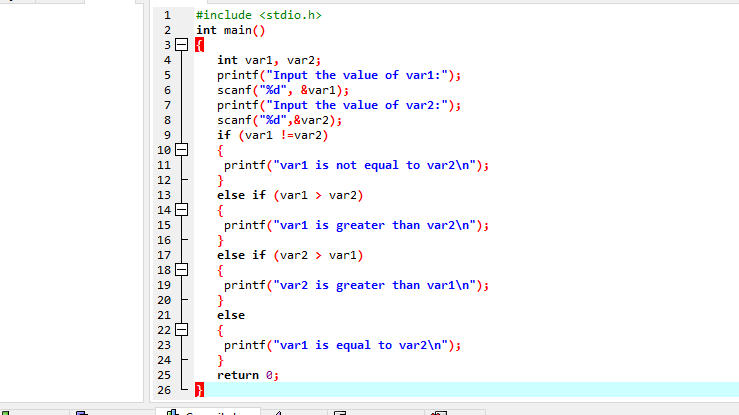 1 #include <stdio.h>
2 int main()
3 {
4 int var1, var2;
5 printf("Input the value of var1:");
6 scanf("%d", &var1);
7 printf("Input the value of var2:");
8 scanf("%d",&var2);
9 if (var1 !=var2)
10 {
11 printf("var1 is not equal to var2\n");
12 }
13 else if (var1 > var2)
14 {
15 printf("var1 is greater than var2\n");
16 }
17 else if (var2 > var1)
18 {
19 printf("var2 is greater than var1\n");
20 }
21 else
22 {
23 printf("var1 is equal to var2\n");
24 }
25 return 0;
26 }